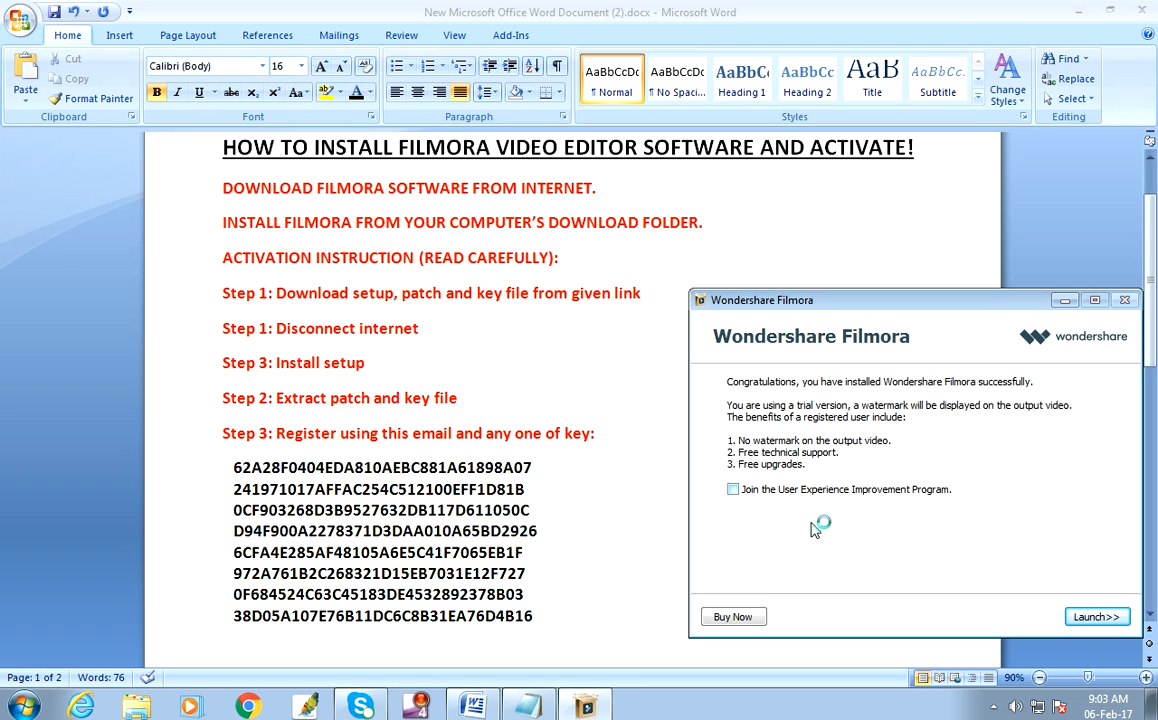 New Microsoft Office Word Document (2).docx - Microsoft Word
Home Insert Page Layout References Mailings Review View Add-Ins
Paste
Cut
Copy
Format Painter
Clipboard
Calibri (Body) 16
Font
Paragraph
AaBbCcDc AaBbCcDc AaBbC AaBbCc AaB AaBbCc.
¶ Normal ¶ No Spaci... Heading 1 Heading 2 Title Subtitle
Change
Styles
Styles
Find
Replace
Select
Editing
HOW TO INSTALL FILMORA VIDEO EDITOR SOFTWARE AND ACTIVATE!
DOWNLOAD FILMORA SOFTWARE FROM INTERNET.
INSTALL FILMORA FROM YOUR COMPUTER’S DOWNLOAD FOLDER.
ACTIVATION INSTRUCTION (READ CAREFULLY):
Step 1: Download setup, patch and key file from given link
Step 1: Disconnect internet
Step 3: Install setup
Step 2: Extract patch and key file
Step 3: Register using this email and any one of key:
62A28F0404EDA810AEBC881A61898A07
241971017AFFAC254C512100EFF1D81B
0CF903268D3B9527632DB117D611050C
D94F900A2278371D3DAA010A65BD2926
6CFA4E285AF48105A6E5C41F7065EB1F
972A761B2C268321D15EB7031E12F727
0F684524C63C45183DE4532892378B03
38D05A107E76B11DC6C8B31EA76D4B16
Wondershare Filmora
Wondershare Filmora
wondershare
Congratulations, you have installed Wondershare Filmora successfully.
You are using a trial version, a watermark will be displayed on the output video.
The benefits of a registered user include:
1. No watermark on the output video.
2. Free technical support.
3. Free upgrades.
Join the User Experience Improvement Program.
Buy Now
Launch>>
Page: 1 of 2 Words: 76
90%
9:03 AM
06-Feb-17